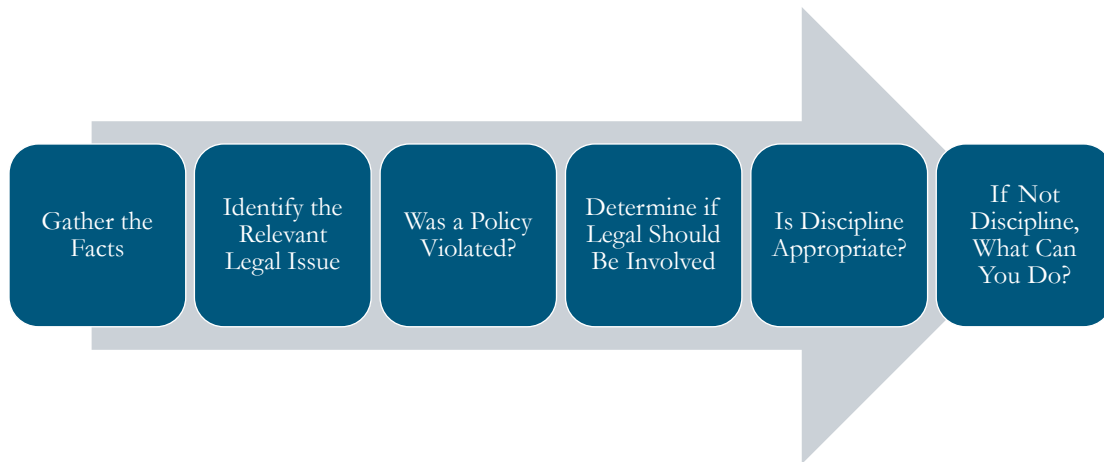 Gather the
Facts
Identify the
Relevant
Legal Issue
Was a Policy
Violated?
Determine if
Legal Should
Be Involved
Is Discipline
Appropriate?
If Not
Discipline,
What Can
You Do?